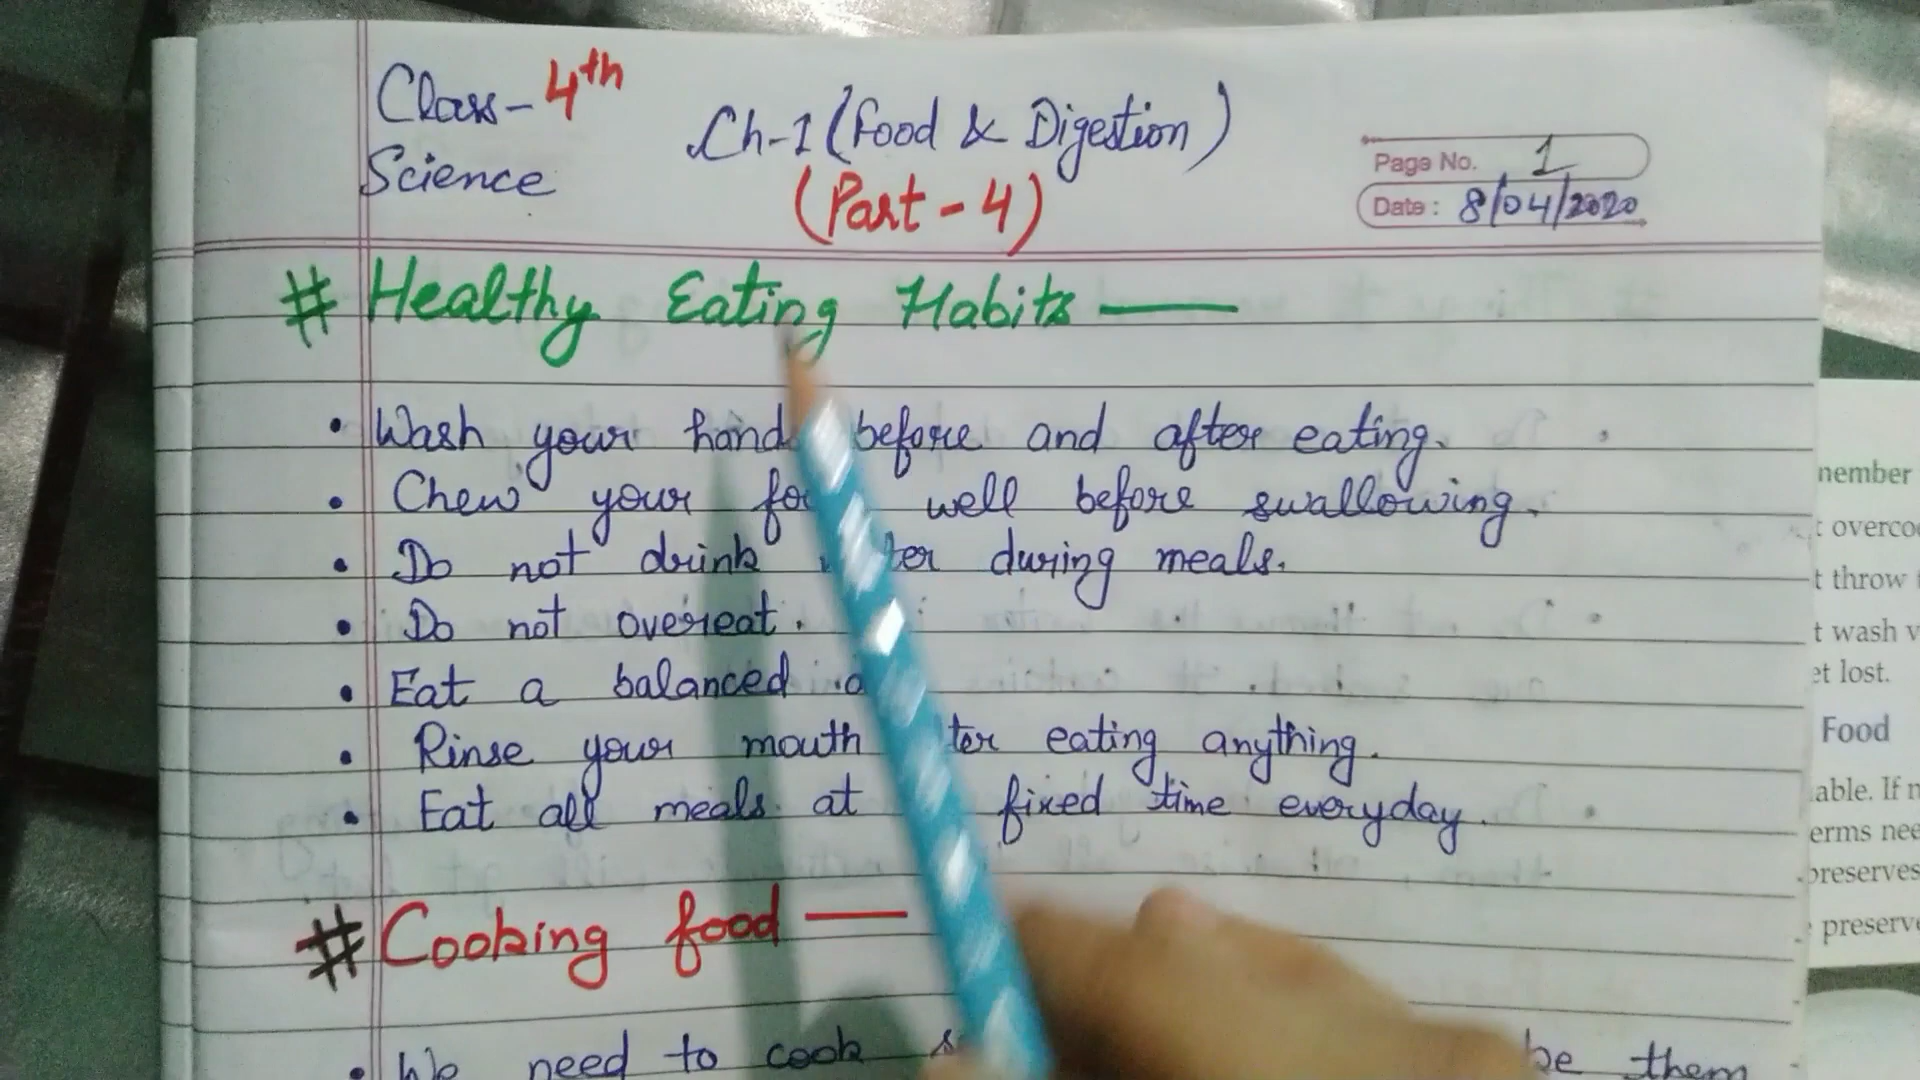 Class- 4th
Science
Ch-1 (Food & Digestion)
(Part - 4)
Page No. 1
Date: 8/04/2020
# Healthy Eating Habits —
• Wash your hand before and after eating.
• Chew your well before swallowing.
• Do not drink during meals.
• Do not overeat.
• Eat a balanced
• Rinse your mouth eating anything.
• Eat all meals at fixed time everyday.
# Cooking food —
• We need to cook be them
nember
overco
t throw
t wash
et lost.
Food
able. If
erms nee
preserves
preserve